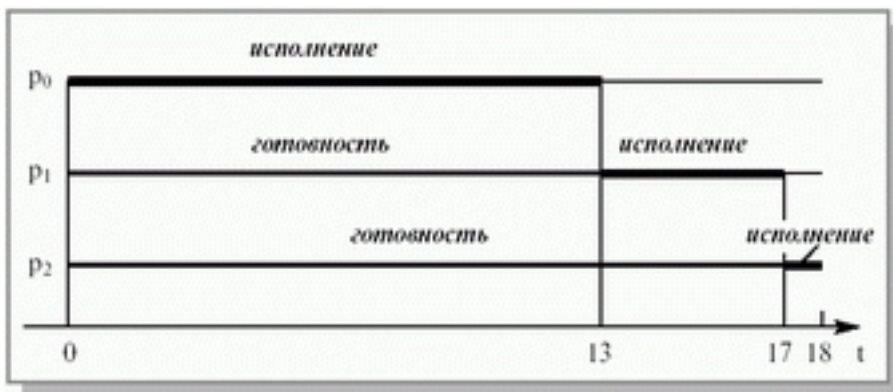 исполнение
p₀
готовность исполнение
p₁
готовность исполнение
p₂
0 13 17 18 t